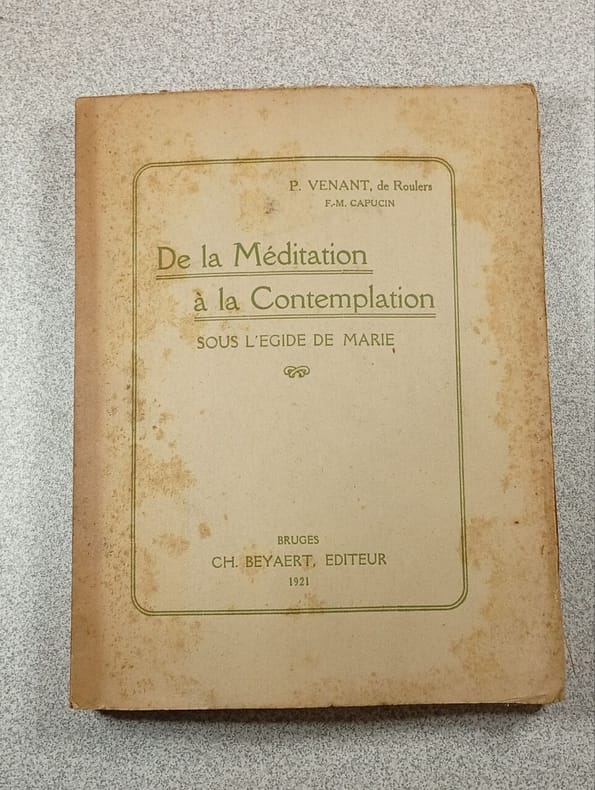 P. VENANT, de Roulers
F.-M. CAPUCIN
De la Méditation
à la Contemplation
SOUS L'EGIDE DE MARIE
BRUGES
CH. BEYAERT, EDITEUR
1921